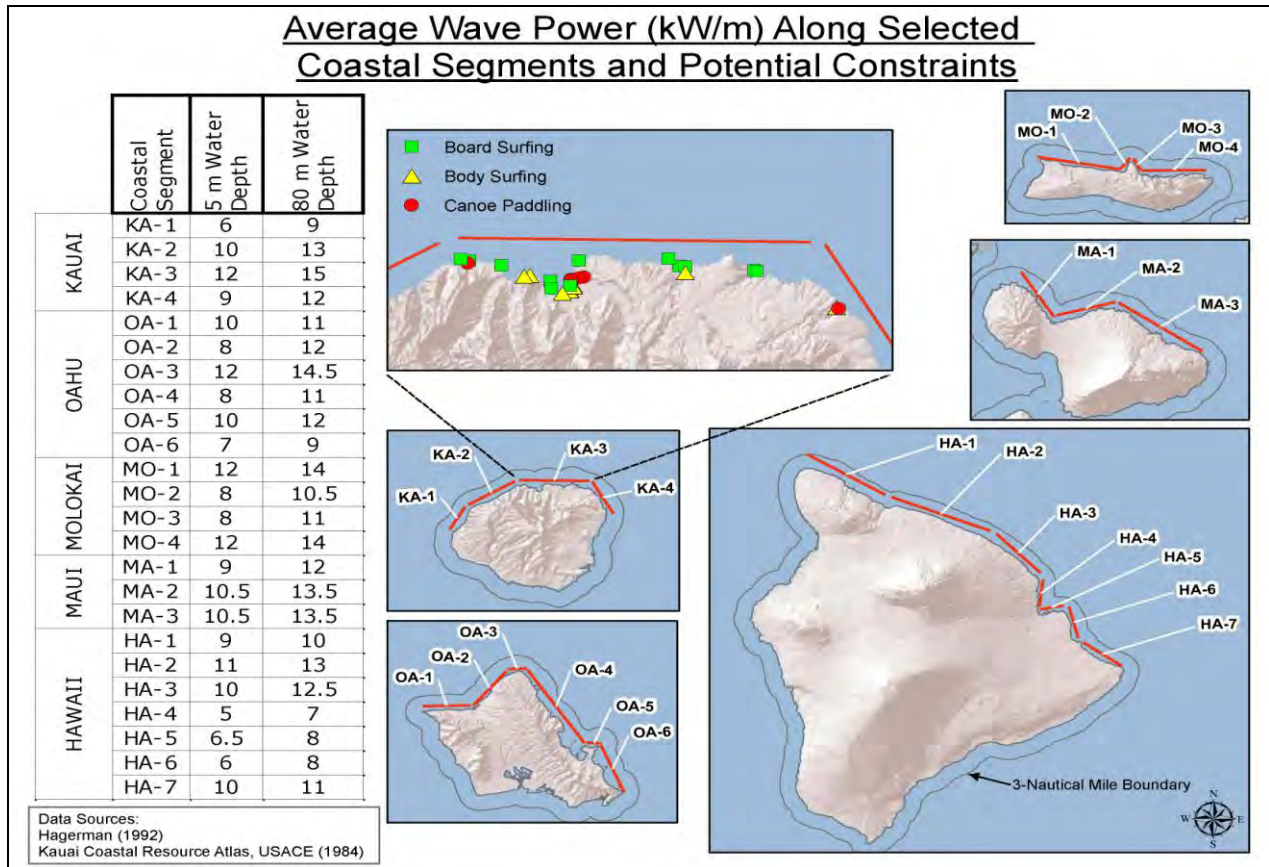 Average Wave Power (kW/m) Along Selected
Coastal Segments and Potential Constraints
Coastal Segment 5 m Water Depth 80 m Water Depth
KAUAI
KA-1 6 9
KA-2 10 13
KA-3 12 15
KA-4 9 12
OAHU
OA-1 10 11
OA-2 8 12
OA-3 12 14.5
OA-4 8 11
OA-5 10 12
OA-6 7 9
MOLOKAI
MO-1 12 14
MO-2 8 10.5
MO-3 8 11
MO-4 12 14
MAUI
MA-1 9 12
MA-2 10.5 13.5
MA-3 10.5 13.5
HAWAII
HA-1 9 10
HA-2 11 13
HA-3 10 12.5
HA-4 5 7
HA-5 6.5 8
HA-6 6 8
HA-7 10 11
Data Sources:
Hagerman (1992)
Kauai Coastal Resource Atlas, USACE (1984)
Board Surfing
Body Surfing
Canoe Paddling
MO-1
MO-2
MO-3
MO-4
MA-1
MA-2
MA-3
KA-1
KA-2
KA-3
KA-4
OA-1
OA-2
OA-3
OA-4
OA-5
OA-6
HA-1
HA-2
HA-3
HA-4
HA-5
HA-6
HA-7
3-Nautical Mile Boundary
N
W E
S